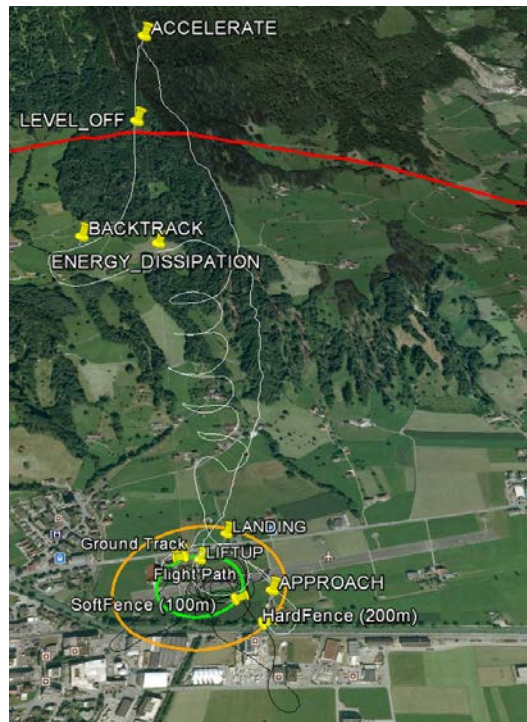 ACCELERATE
LEVEL_OFF
BACKTRACK
ENERGY_DISSIPATION
LANDING
Ground Track
LIFTUP
Flight Path
APPROACH
SoftFence (100m)
HardFence (200m)